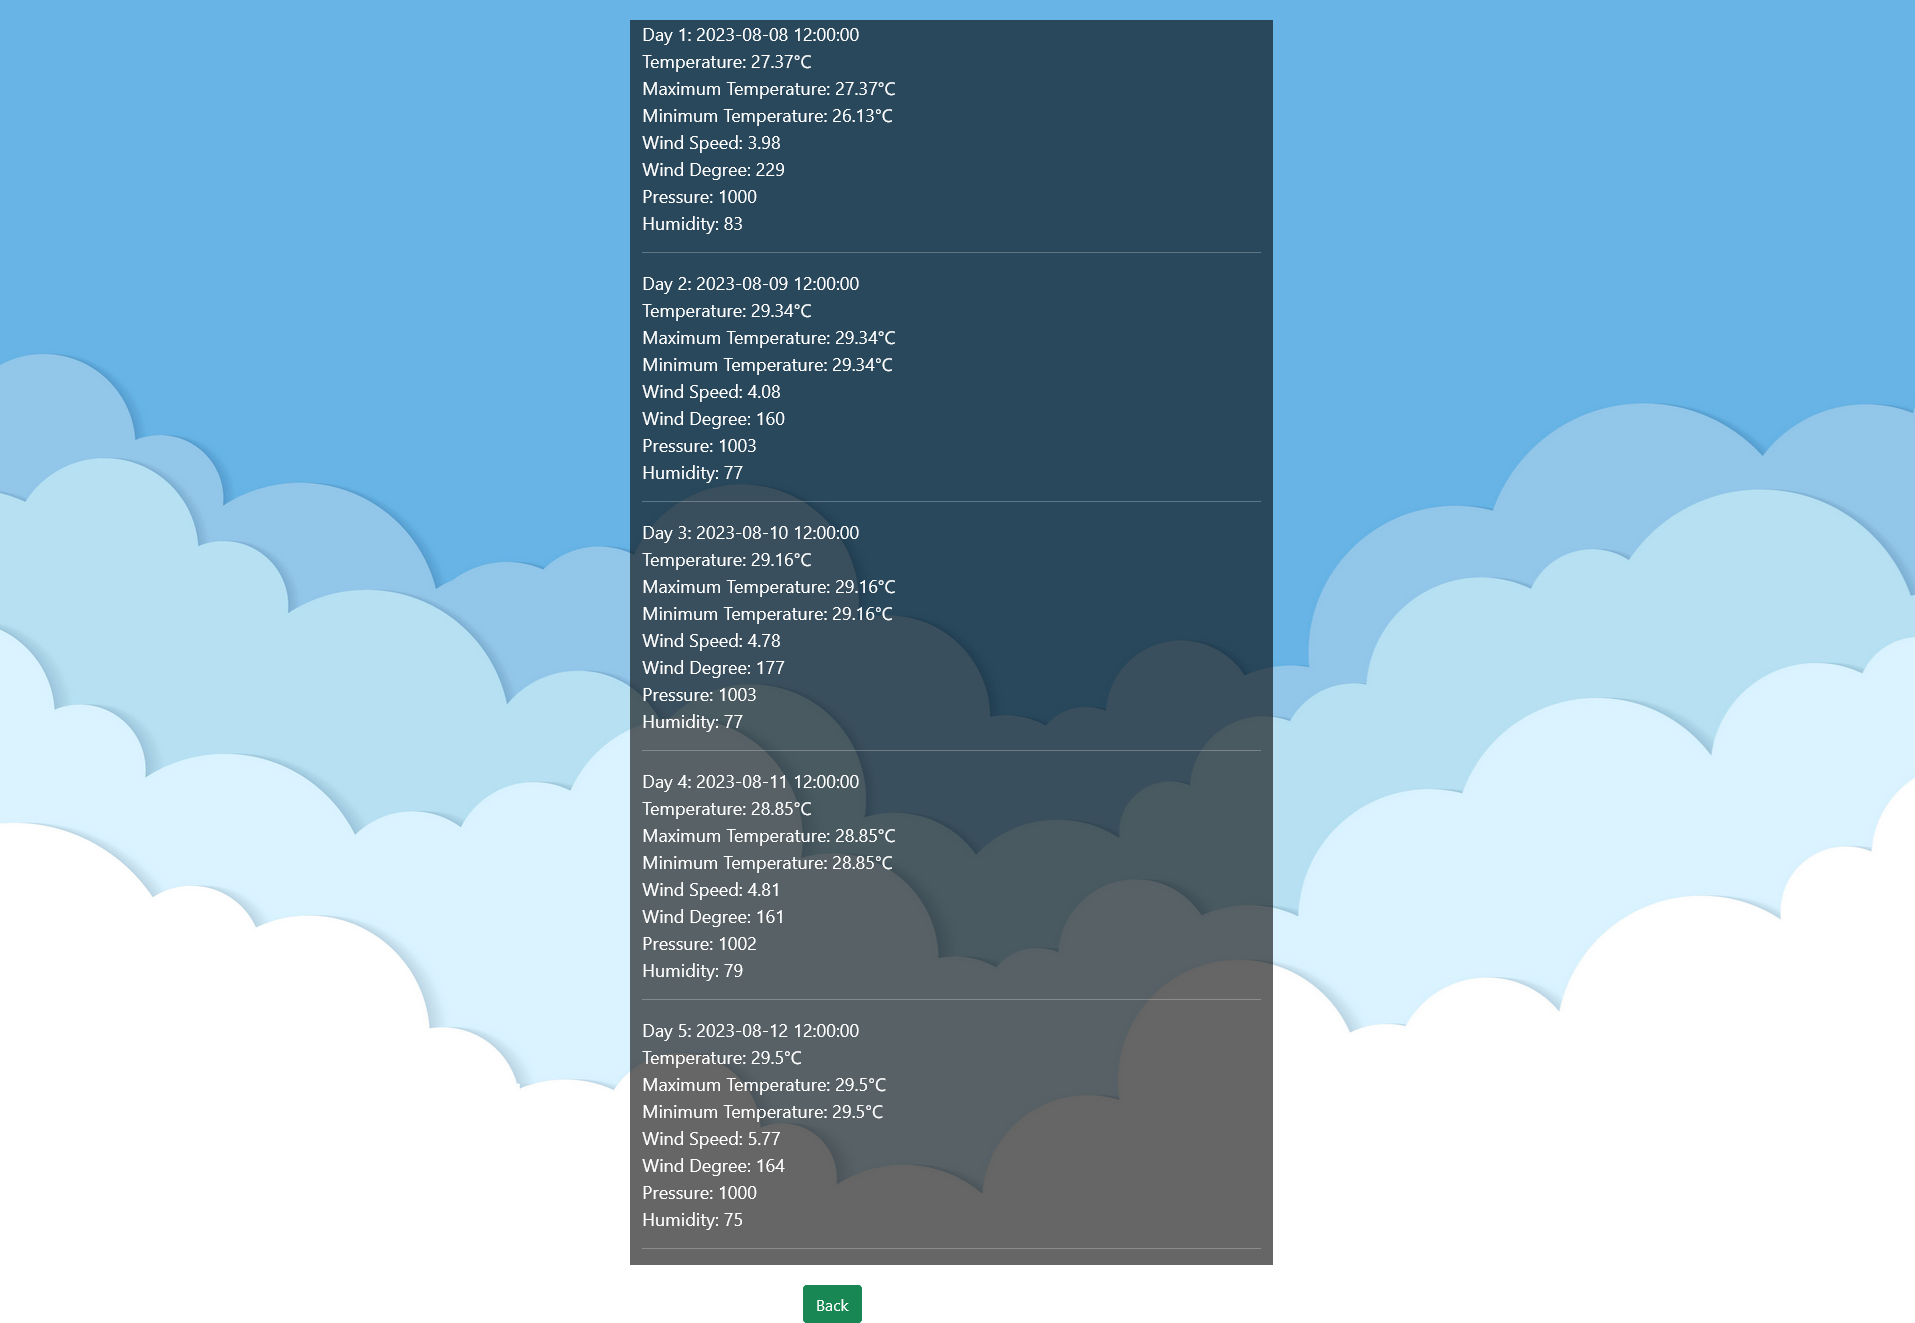 Day 1: 2023-08-08 12:00:00
Temperature: 27.37°C
Maximum Temperature: 27.37°C
Minimum Temperature: 26.13°C
Wind Speed: 3.98
Wind Degree: 229
Pressure: 1000
Humidity: 83
Day 2: 2023-08-09 12:00:00
Temperature: 29.34°C
Maximum Temperature: 29.34°C
Minimum Temperature: 29.34°C
Wind Speed: 4.08
Wind Degree: 160
Pressure: 1003
Humidity: 77
Day 3: 2023-08-10 12:00:00
Temperature: 29.16°C
Maximum Temperature: 29.16°C
Minimum Temperature: 29.16°C
Wind Speed: 4.78
Wind Degree: 177
Pressure: 1003
Humidity: 77
Day 4: 2023-08-11 12:00:00
Temperature: 28.85°C
Maximum Temperature: 28.85°C
Minimum Temperature: 28.85°C
Wind Speed: 4.81
Wind Degree: 161
Pressure: 1002
Humidity: 79
Day 5: 2023-08-12 12:00:00
Temperature: 29.5°C
Maximum Temperature: 29.5°C
Minimum Temperature: 29.5°C
Wind Speed: 5.77
Wind Degree: 164
Pressure: 1000
Humidity: 75
Back